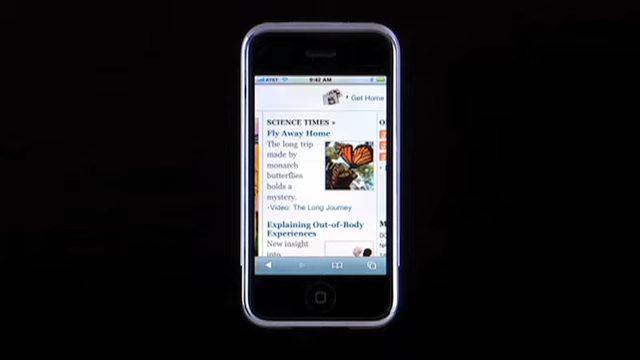 AT&T 9:42 AM
• Get Home
SCIENCE TIMES »
Fly Away Home
The long trip
made by
monarch
butterflies
holds a
mystery.
• Video: The Long Journey
Explaining Out-of-Body
Experiences
New insight
into